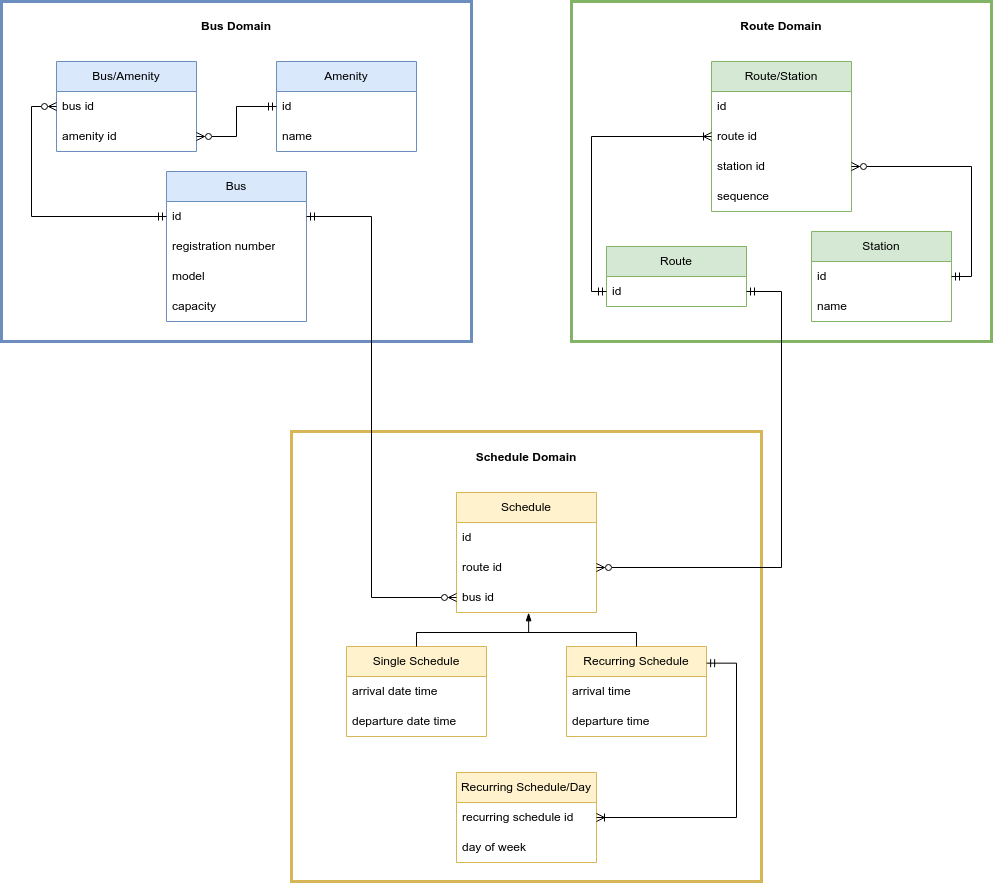 Bus Domain
Bus/Amenity
bus id
amenity id
Amenity
id
name
Bus
id
registration number
model
capacity
Route Domain
Route/Station
id
route id
station id
sequence
Route
id
Station
id
name
Schedule Domain
Schedule
id
route id
bus id
Single Schedule
arrival date time
departure date time
Recurring Schedule
arrival time
departure time
Recurring Schedule/Day
recurring schedule id
day of week